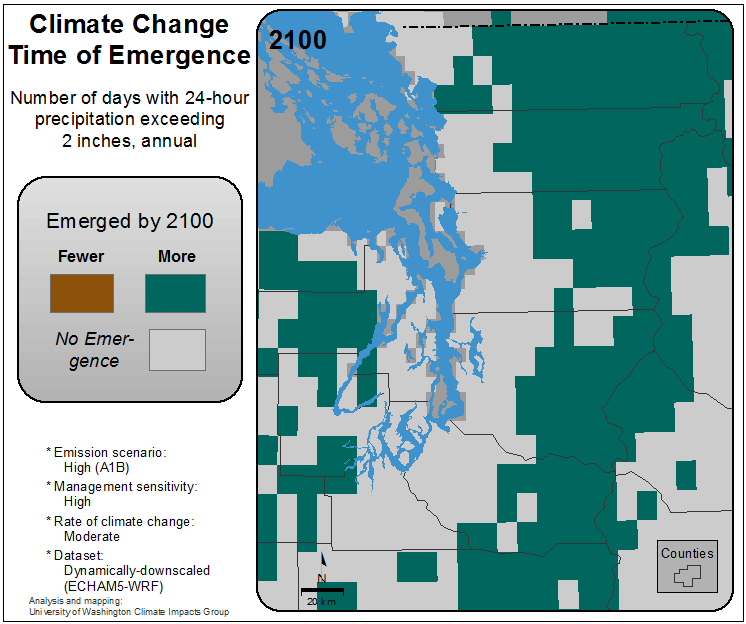 Climate Change
Time of Emergence
Number of days with 24-hour
precipitation exceeding
2 inches, annual
Emerged by 2100
Fewer
More
No Emer-
gence
* Emission scenario:
High (A1B)
* Management sensitivity:
High
* Rate of climate change:
Moderate
* Dataset:
Dynamically-downscaled
(ECHAM5-WRF)
Analysis and mapping:
University of Washington Climate Impacts Group
2100
N
20 km
Counties